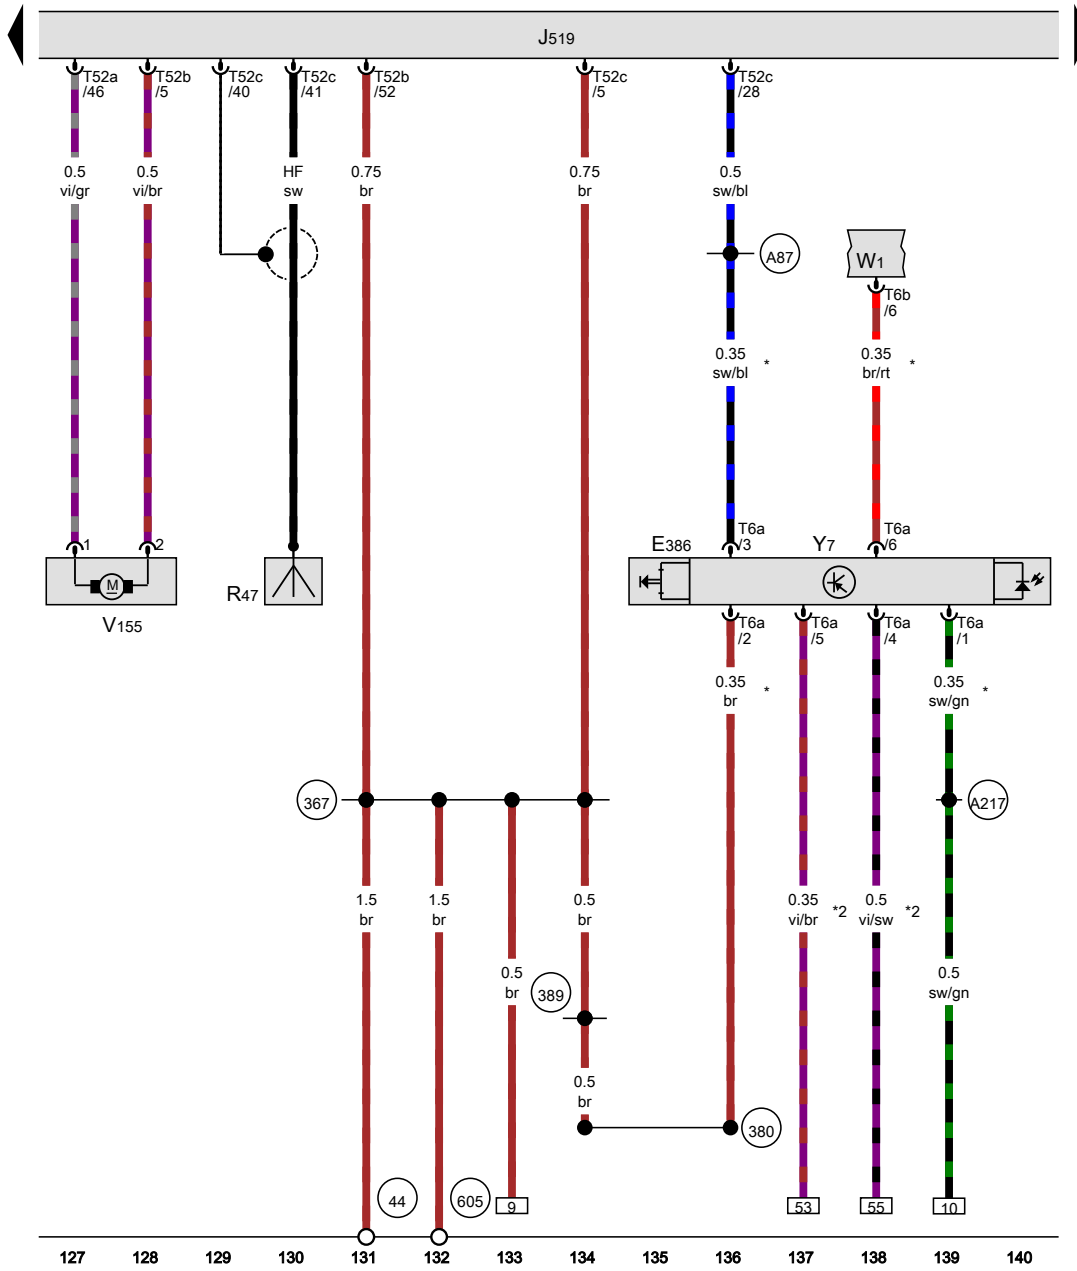 J519
T52a
/46
T52b
/5
T52c
/40
T52c
/41
T52b
/52
T52c
/5
T52c
/28
0.5
vi/gr
0.5
vi/br
HF
sw
0.75
br
0.75
br
0.5
sw/bl
A87
W1
T6b
/6
0.35
sw/bl
*
0.35
br/rt
*
1
2
T6a
/3
T6a
/6
E386
Y7
M
R47
V155
T6a
/2
T6a
/5
T6a
/4
T6a
/1
0.35
br
*
0.35
sw/gn
*
367
A217
1.5
br
1.5
br
0.5
br
0.35
vi/br
*2
0.5
vi/sw
*2
0.5
br
389
0.5
sw/gn
0.5
br
380
44
605
9
53
55
10
127 128 129 130 131 132 133 134 135 136 137 138 139 140